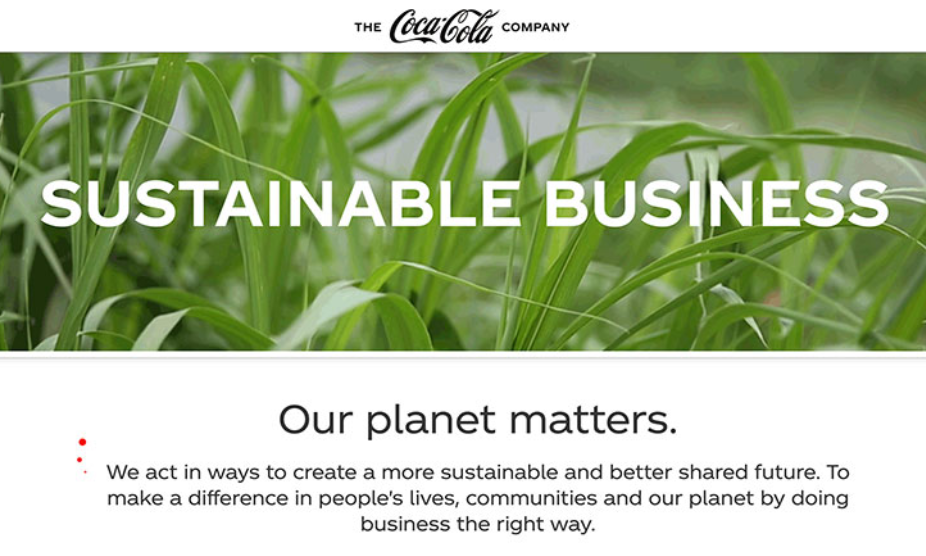 THE Coca-Cola COMPANY
SUSTAINABLE BUSINESS
Our planet matters.
We act in ways to create a more sustainable and better shared future. To
make a difference in people's lives, communities and our planet by doing
business the right way.